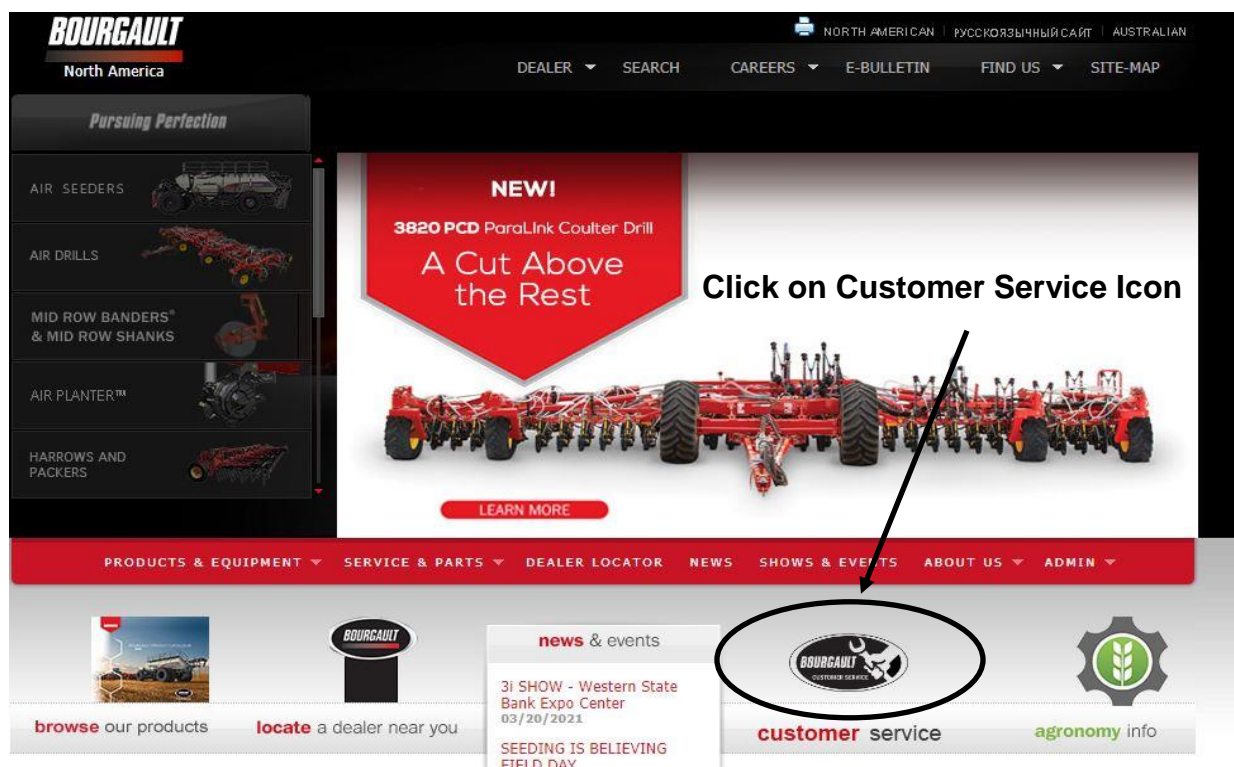 BOURGAULT
North America
NORTH AMERICAN
РУССКОЯЗЫЧНЫЙ САЙТ
AUSTRALIAN
DEALER
SEARCH
CAREERS
E-BULLETIN
FIND US
SITE-MAP
Pursuing Perfection
AIR SEEDERS
AIR DRILLS
MID ROW BANDERS®
& MID ROW SHANKS
AIR PLANTER™
HARROWS AND
PACKERS
NEW!
3820 PCD ParaLink Coulter Drill
A Cut Above
the Rest
LEARN MORE
Click on Customer Service Icon
PRODUCTS & EQUIPMENT
SERVICE & PARTS
DEALER LOCATOR
NEWS
SHOWS & EVENTS
ABOUT US
ADMIN
browse our products
BOURGAULT
locate a dealer near you
news & events
3i SHOW - Western State
Bank Expo Center
03/20/2021
SEEDING IS BELIEVING
FIELD DAY
BOURGAULT
CUSTOMER SERVICE
customer service
agronomy info